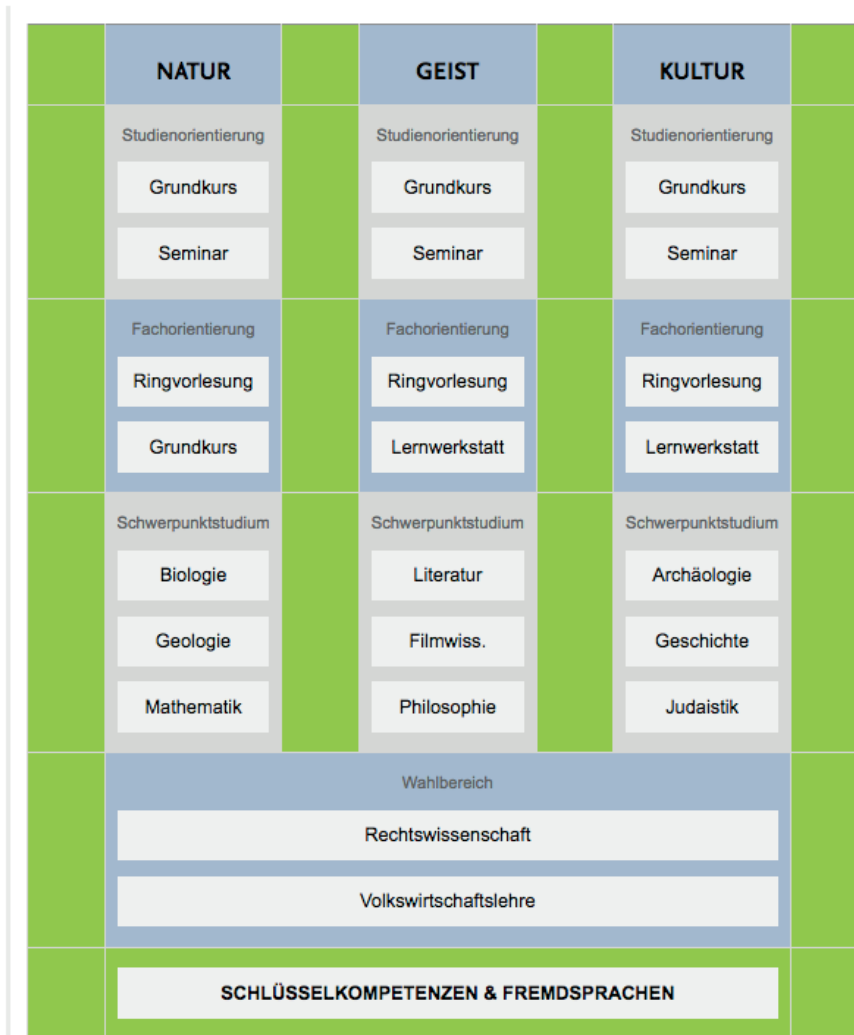 NATUR
GEIST
KULTUR
Studienorientierung
Studienorientierung
Studienorientierung
Grundkurs
Grundkurs
Grundkurs
Seminar
Seminar
Seminar
Fachorientierung
Fachorientierung
Fachorientierung
Ringvorlesung
Ringvorlesung
Ringvorlesung
Grundkurs
Lernwerkstatt
Lernwerkstatt
Schwerpunktstudium
Schwerpunktstudium
Schwerpunktstudium
Biologie
Literatur
Archäologie
Geologie
Filmwiss.
Geschichte
Mathematik
Philosophie
Judaistik
Wahlbereich
Rechtswissenschaft
Volkswirtschaftslehre
SCHLÜSSELKOMPETENZEN & FREMDSPRACHEN